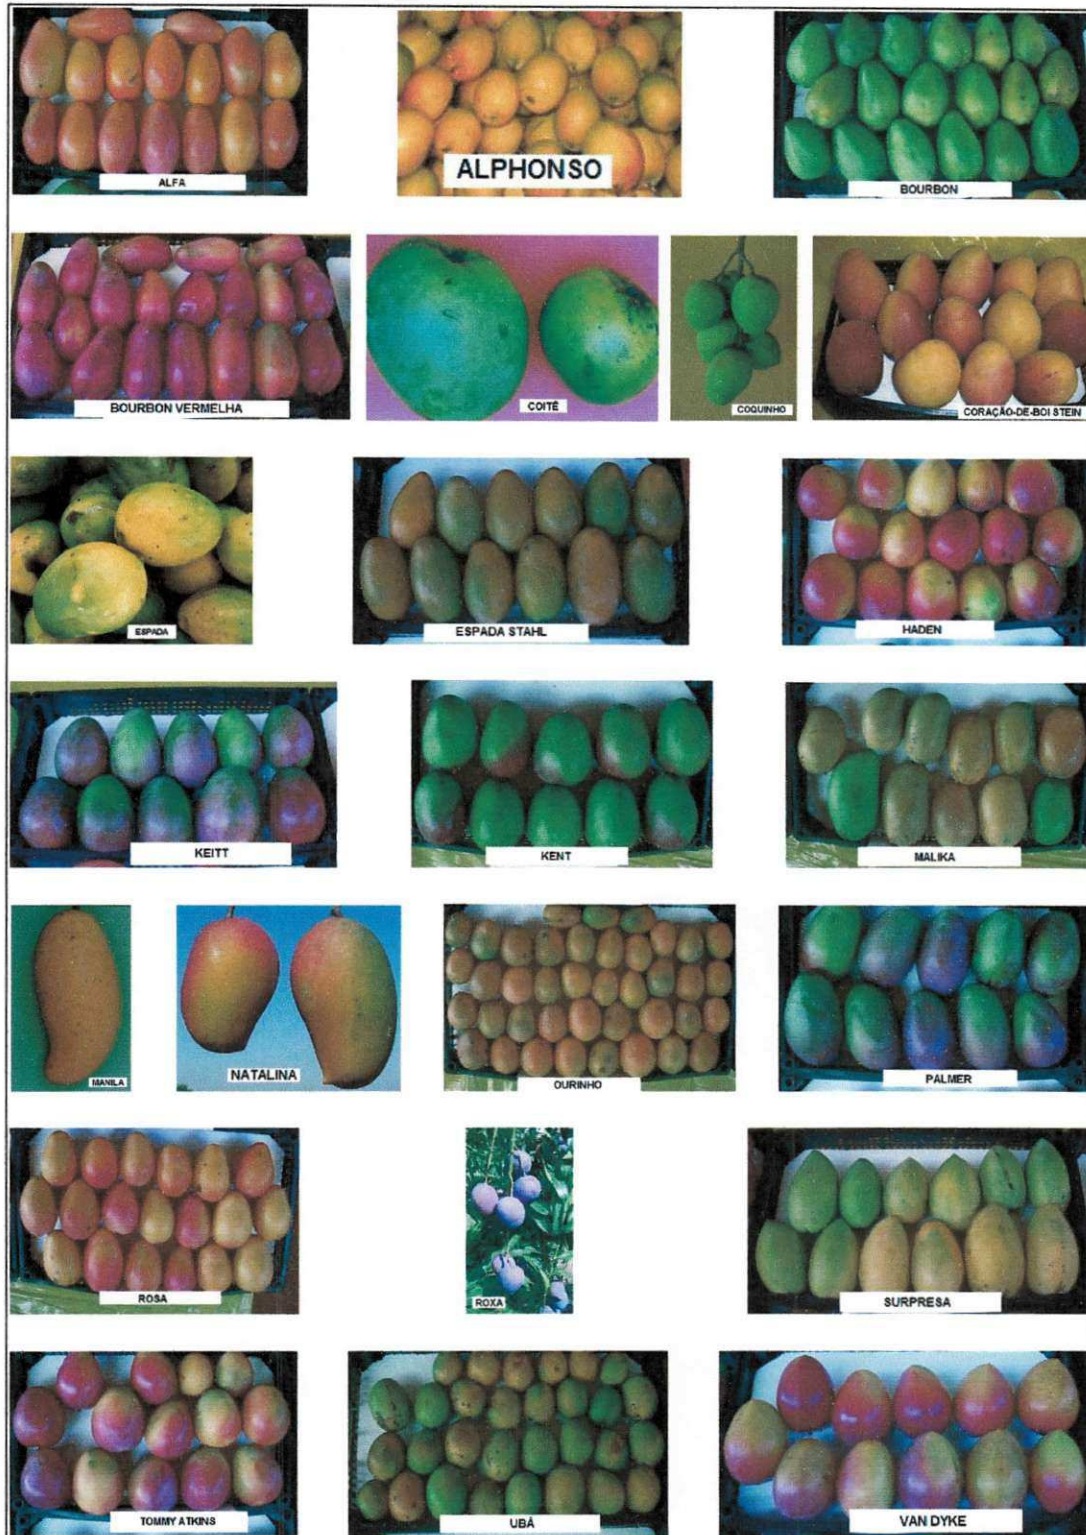 ALFA
ALPHONSO
BOURBON
BOURBON VERMELHA
COITÉ
COQUINHO
CORAÇÃO-DE-BOI STEIN
ESPADA
ESPADA STAHL
HADEN
KEITT
KENT
MALIKA
MANILA
NATALINA
OURINHO
PALMER
ROSA
ROXA
SURPRESA
TOMMY ATKINS
UBÁ
VAN DYKE